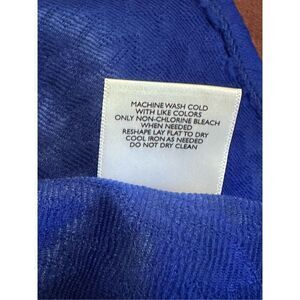 MACHINE WASH COLD
WITH LIKE COLORS
ONLY NON-CHLORINE BLEACH
WHEN NEEDED
RESHAPE LAY FLAT TO DRY
COOL IRON AS NEEDED
DO NOT DRY CLEAN